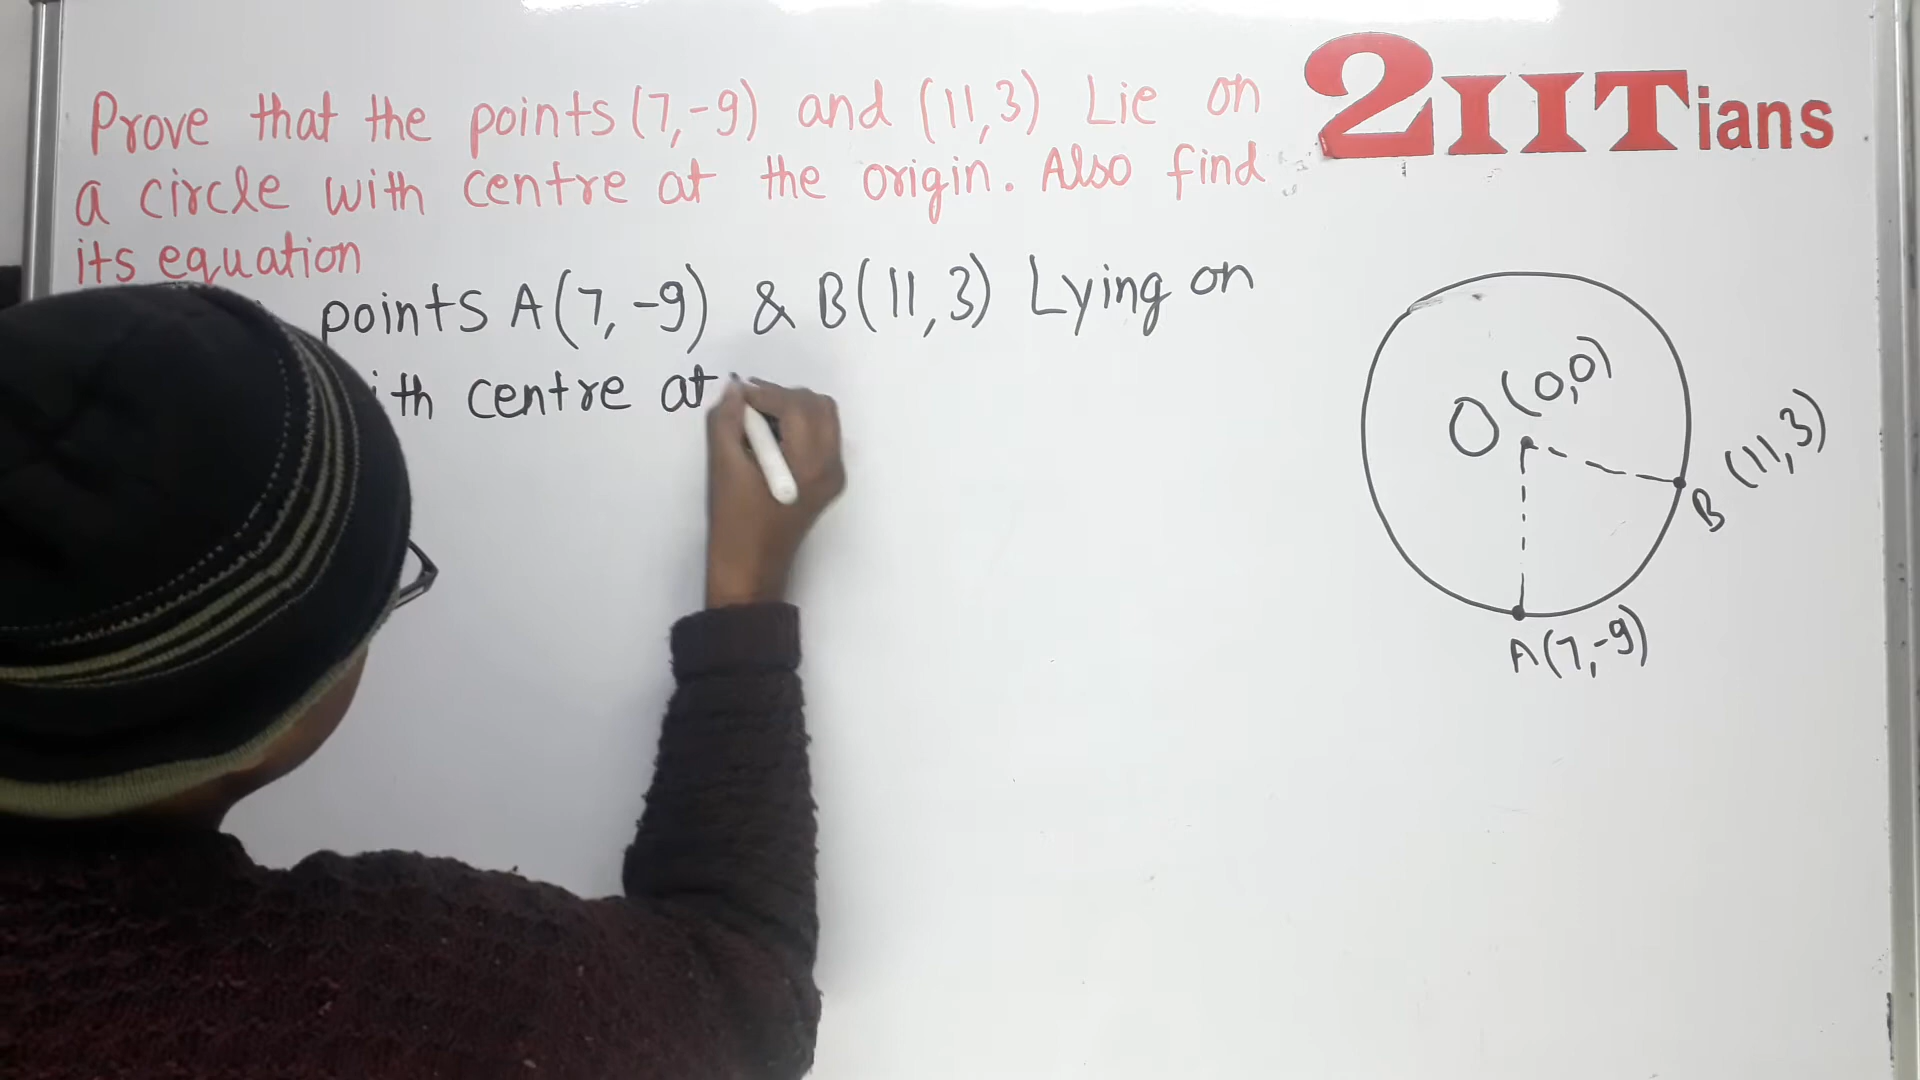 Prove that the points (7,-9) and (11,3) Lie on
a circle with centre at the origin. Also find
its equation
2IITians
points A(7,-9) & B(11,3) Lying on
ith centre at
O (0,0)
B (11,3)
A(7,-9)